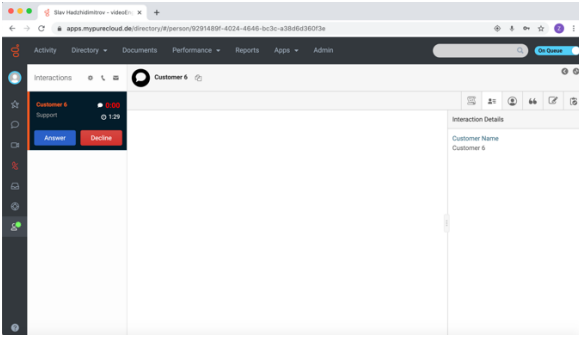 Slav Hadzhidimitrov - videoEn
apps.mypurecloud.de/directory/#/person/9291489f-4024-4646-bc3c-a38d6d360f3e
Activity Directory Documents Performance Reports Apps Admin
On Queue
Interactions
Customer 6
Customer 6 0:00
Support 1:29
Answer Decline
Interaction Details
Customer Name
Customer 6